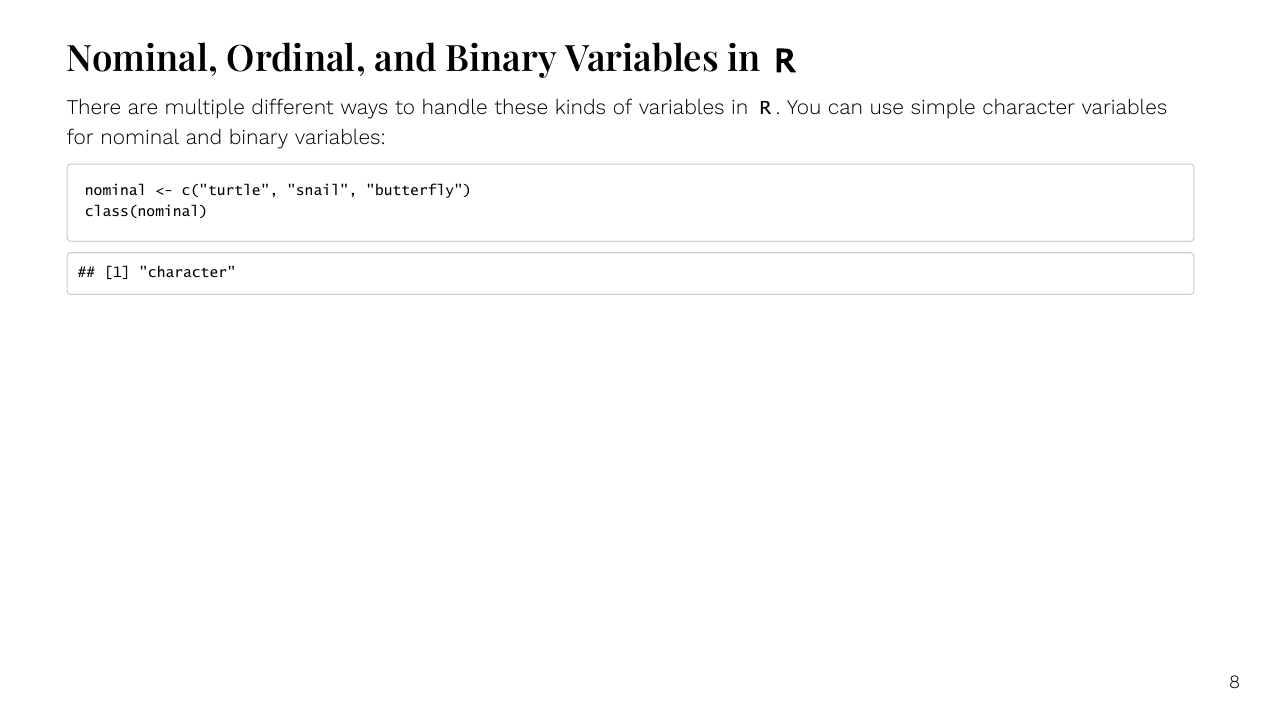 Nominal, Ordinal, and Binary Variables in R
There are multiple different ways to handle these kinds of variables in R. You can use simple character variables
for nominal and binary variables:
nominal <- c("turtle", "snail", "butterfly")
class(nominal)
## [1] "character"
8